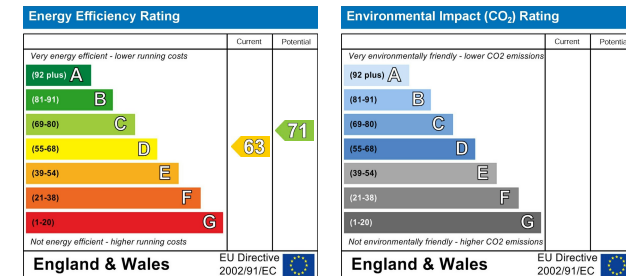 Energy Efficiency Rating
Current Potential
Very energy efficient - lower running costs
(92 plus) A
(81-91) B
(69-80) C
(55-68) D
(39-54) E
(21-38) F
(1-20) G
63
71
Not energy efficient - higher running costs
England & Wales
EU Directive
2002/91/EC
Environmental Impact (CO₂) Rating
Current Potential
Very environmentally friendly - lower CO2 emissions
(92 plus) A
(81-91) B
(69-80) C
(55-68) D
(39-54) E
(21-38) F
(1-20) G
Not environmentally friendly - higher CO2 emissions
England & Wales
EU Directive
2002/91/EC